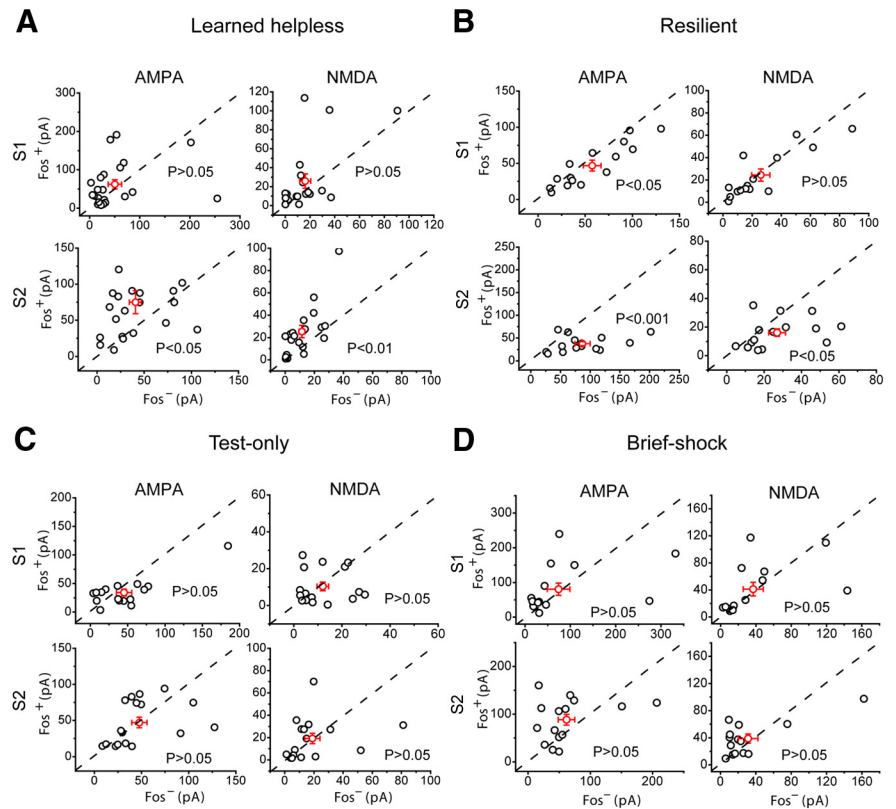 A Learned helpless
B Resilient
AMPA NMDA AMPA NMDA
S1
Fos+ (pA)
300
200
100
0
0 50 100 150 200 250 300
P>0.05
120
100
80
60
40
20
0
0 20 40 60 80 100 120
P>0.05
S1
Fos+ (pA)
150
100
50
0
0 50 100 150
P<0.05
100
80
60
40
20
0
0 20 40 60 80 100
P>0.05
S2
Fos+ (pA)
150
100
50
0
0 50 100 150
P<0.05
Fos− (pA)
100
80
60
40
20
0
0 20 40 60 80 100
P<0.01
S2
Fos+ (pA)
250
200
150
100
50
0
0 50 100 150 200 250
P<0.001
Fos− (pA)
80
60
40
20
0
0 20 40 60 80
P<0.05
C Test-only
D Brief-shock
AMPA NMDA AMPA NMDA
S1
Fos+ (pA)
200
150
100
50
0
0 50 100 150 200
P>0.05
60
40
20
0
0 20 40 60
P>0.05
S1
Fos+ (pA)
300
200
100
0
0 100 200 300
P>0.05
160
120
80
40
0
0 40 80 120 160
P>0.05
S2
Fos+ (pA)
150
100
50
0
0 50 100 150
P>0.05
Fos− (pA)
100
80
60
40
20
0
0 20 40 60 80 100
P>0.05
S2
Fos+ (pA)
200
100
0
0 50 100 150 200
P>0.05
Fos− (pA)
160
120
80
40
0
0 40 80 120 160
P>0.05